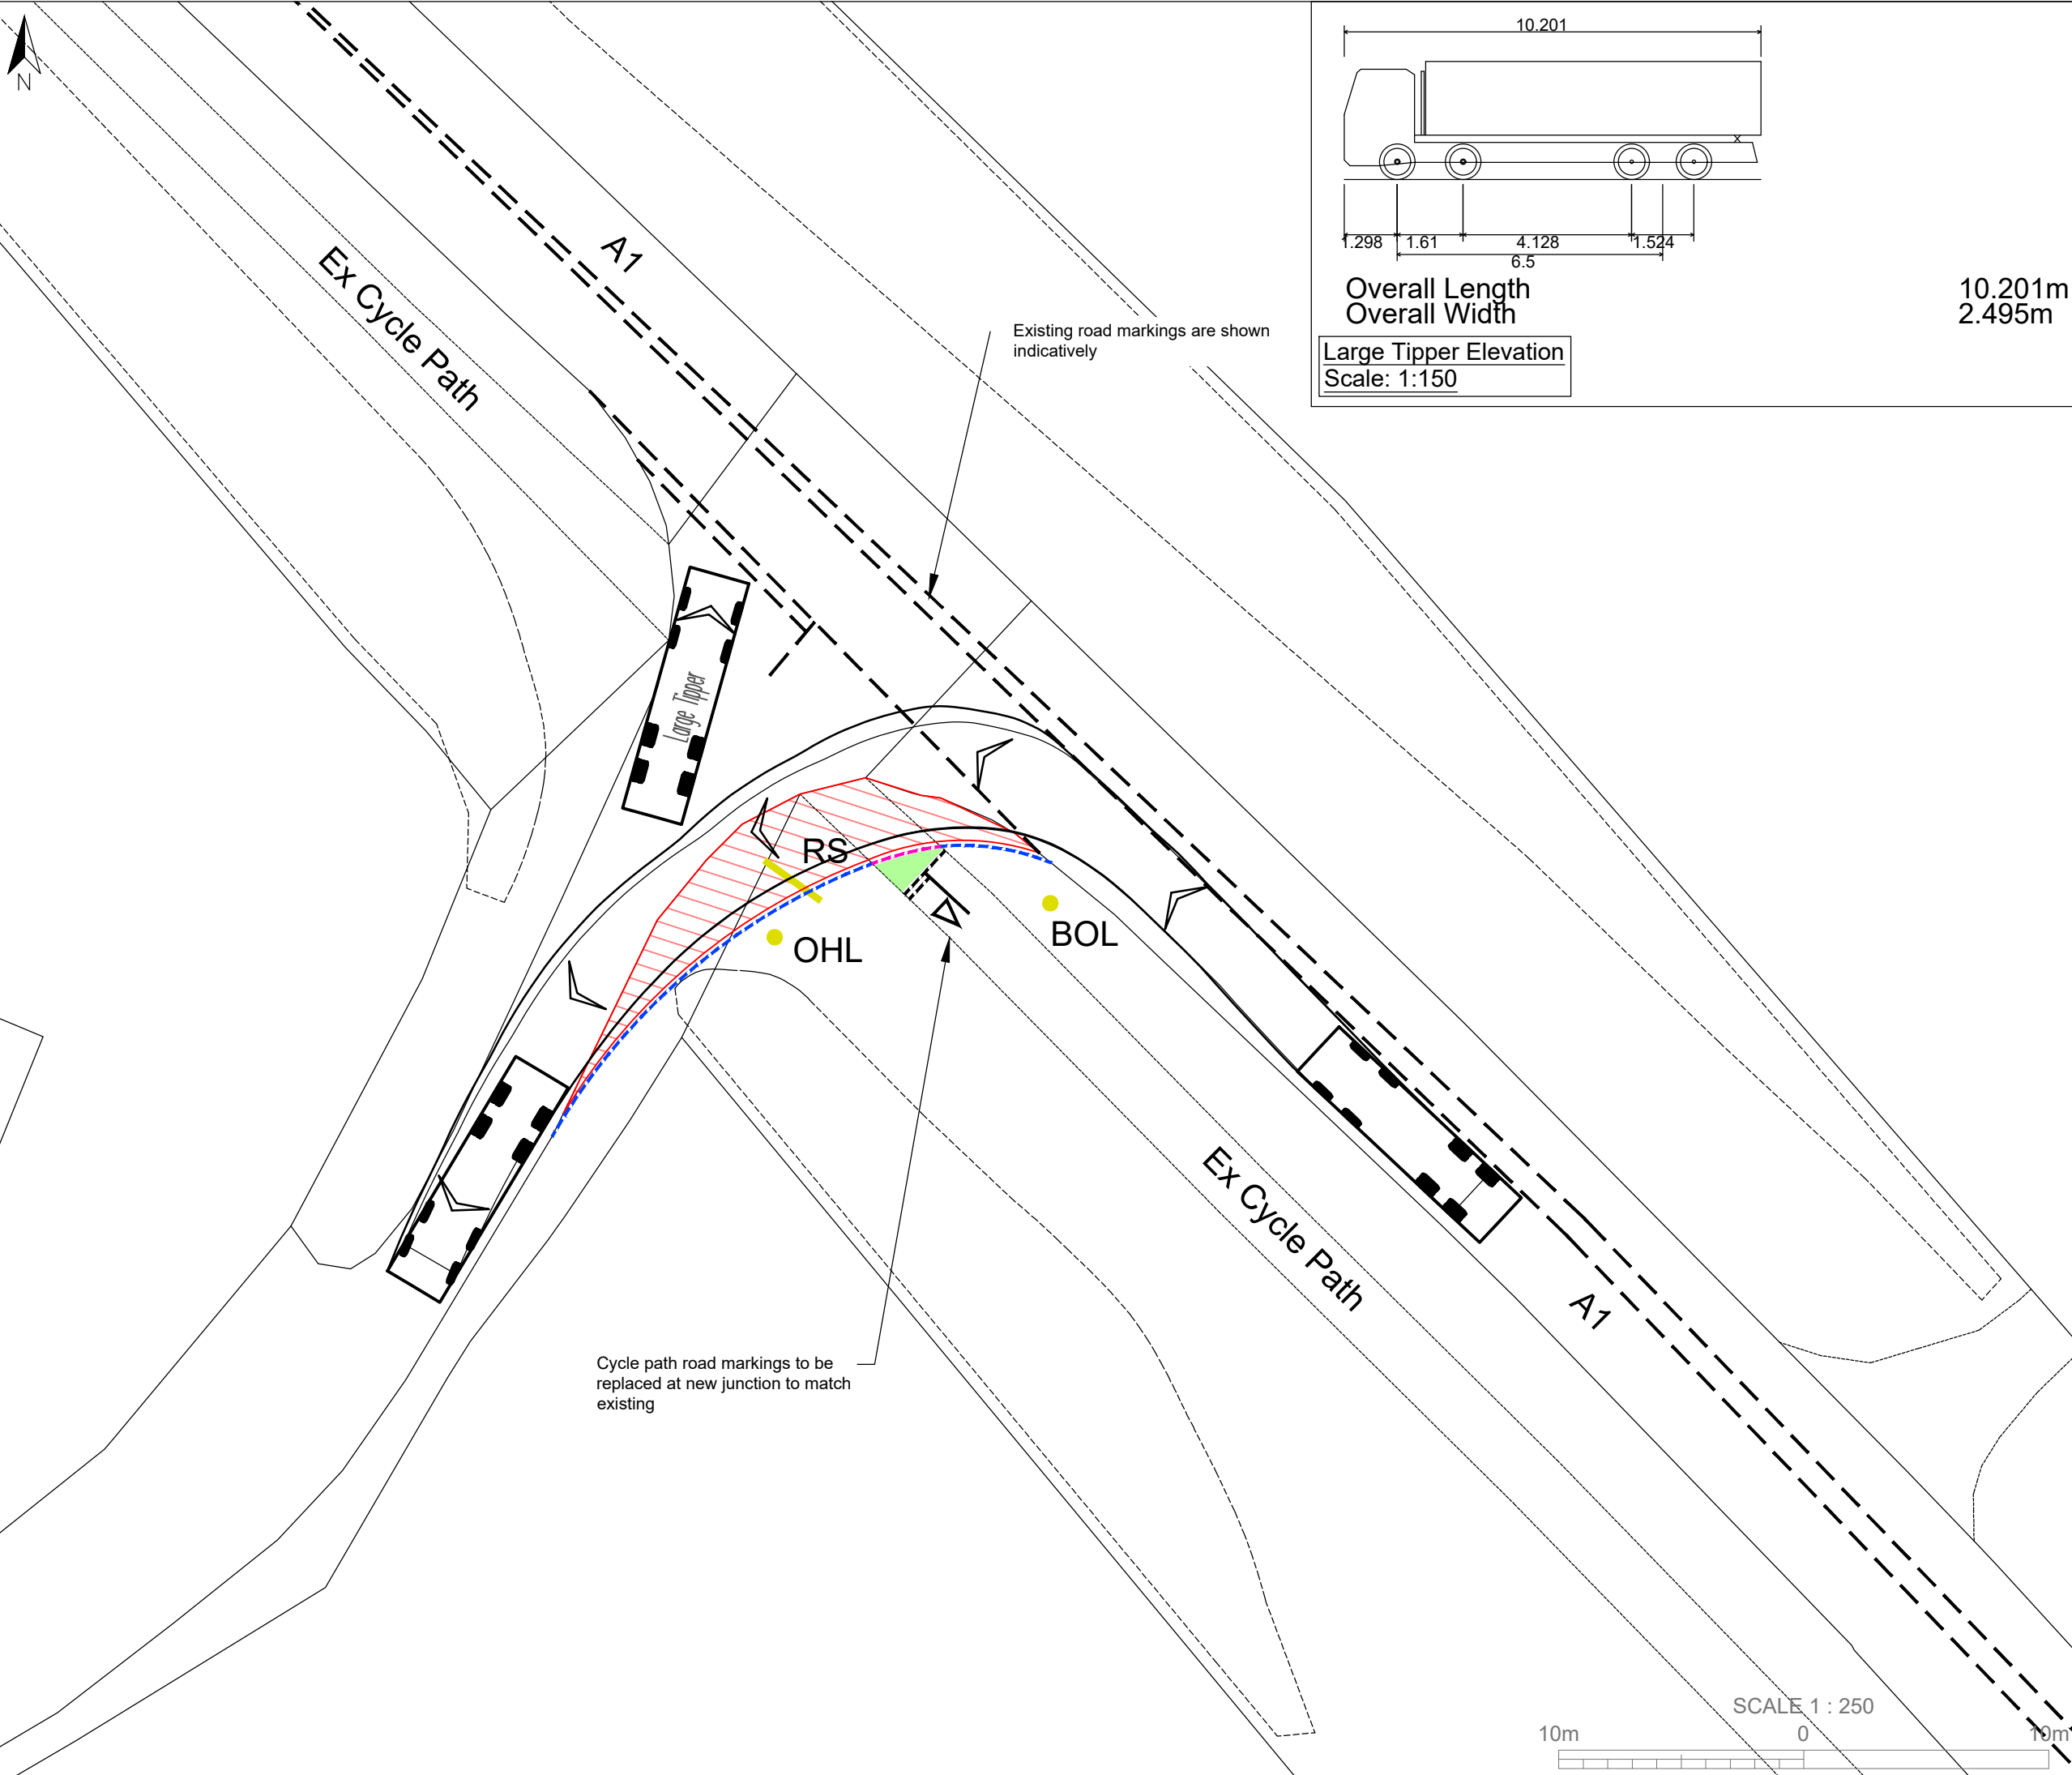 N
10.201
1.298
1.61
4.128
1.524
6.5
Overall Length 10.201m
Overall Width 2.495m
Large Tipper Elevation
Scale: 1:150
A1
Ex Cycle Path
Existing road markings are shown
indicatively
Large Tipper
RS
OHL
BOL
Ex Cycle Path
A1
Cycle path road markings to be
replaced at new junction to match
existing
SCALE 1 : 250
10m 0 10m